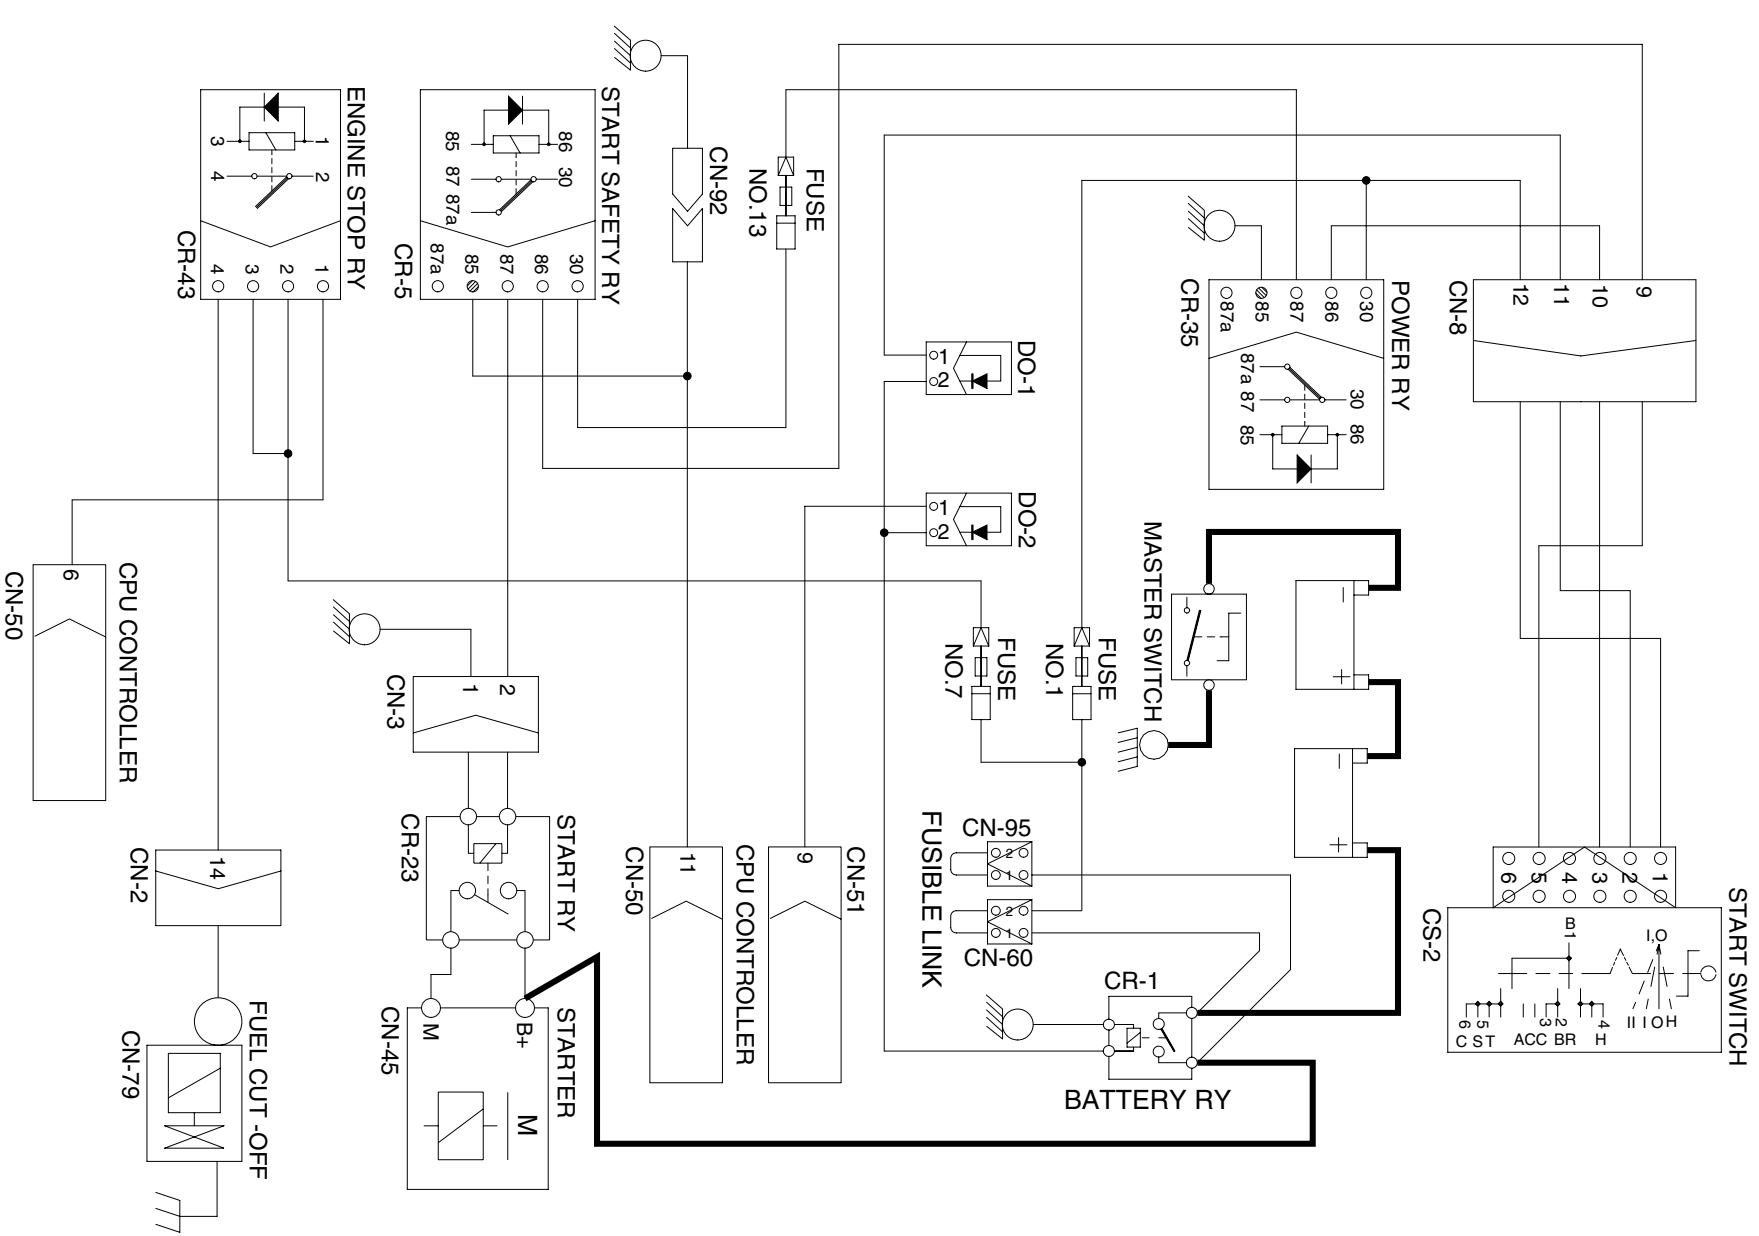 ENGINE STOP RY
3
1
4
2
CR-43
4
3
2
1
START SAFETY RY
85
86
87
30
87a
CR-5
87a
85
87
86
30
CN-92
FUSE
NO.13
POWER RY
CR-35
87a
85
87
86
30
87a
87
30
85
86
CN-8
12
11
10
9
DO-1
1
2
DO-2
1
2
MASTER SWITCH
−
+
−
+
FUSE
NO.7
FUSE
NO.1
CPU CONTROLLER
CN-50
6
CN-3
1
2
START RY
CR-23
CN-2
14
CN-50
11
CPU CONTROLLER
CN-51
9
FUSIBLE LINK
CN-95
2
1
2
1
CN-60
CR-1
BATTERY RY
STARTER
CN-45
M
B+
M
FUEL CUT -OFF
CN-79
START SWITCH
CS-2
6
5
4
3
2
1
B1
I,O
II I O H
6
5
3
2
4
C
ST
ACC
BR
H